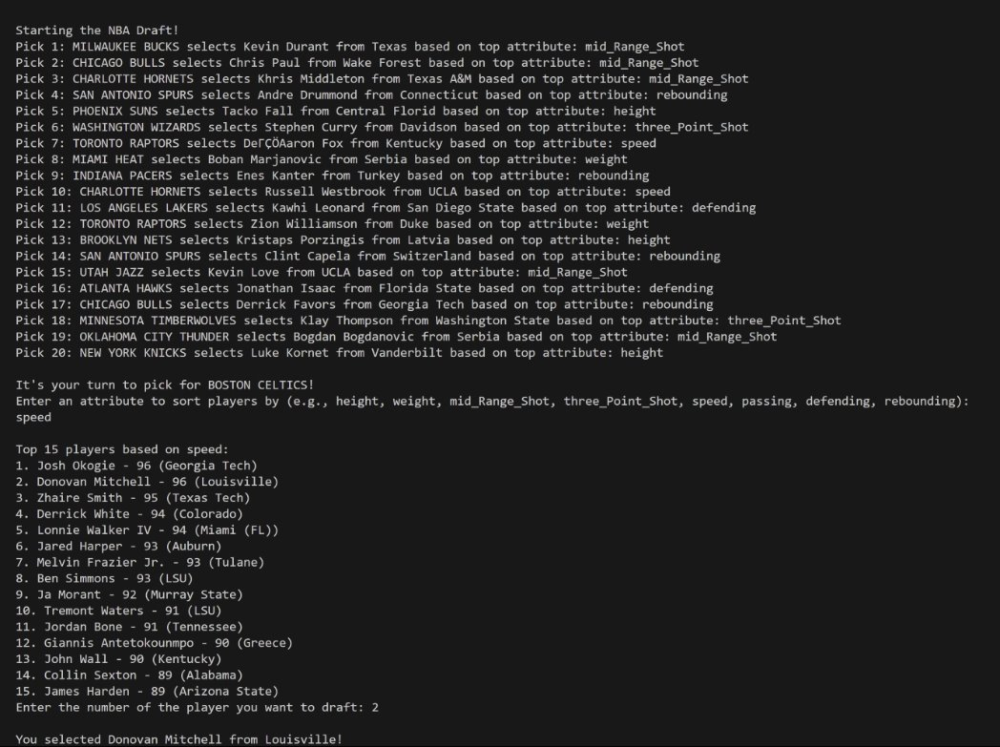 Starting the NBA Draft!
Pick 1: MILWAUKEE BUCKS selects Kevin Durant from Texas based on top attribute: mid_Range_Shot
Pick 2: CHICAGO BULLS selects Chris Paul from Wake Forest based on top attribute: mid_Range_Shot
Pick 3: CHARLOTTE HORNETS selects Khris Middleton from Texas A&M based on top attribute: mid_Range_Shot
Pick 4: SAN ANTONIO SPURS selects Andre Drummond from Connecticut based on top attribute: rebounding
Pick 5: PHOENIX SUNS selects Tacko Fall from Central Florid based on top attribute: height
Pick 6: WASHINGTON WIZARDS selects Stephen Curry from Davidson based on top attribute: three_Point_Shot
Pick 7: TORONTO RAPTORS selects DeΓÇÖAaron Fox from Kentucky based on top attribute: speed
Pick 8: MIAMI HEAT selects Boban Marjanovic from Serbia based on top attribute: weight
Pick 9: INDIANA PACERS selects Enes Kanter from Turkey based on top attribute: rebounding
Pick 10: CHARLOTTE HORNETS selects Russell Westbrook from UCLA based on top attribute: speed
Pick 11: LOS ANGELES LAKERS selects Kawhi Leonard from San Diego State based on top attribute: defending
Pick 12: TORONTO RAPTORS selects Zion Williamson from Duke based on top attribute: weight
Pick 13: BROOKLYN NETS selects Kristaps Porzingis from Latvia based on top attribute: height
Pick 14: SAN ANTONIO SPURS selects Clint Capela from Switzerland based on top attribute: rebounding
Pick 15: UTAH JAZZ selects Kevin Love from UCLA based on top attribute: mid_Range_Shot
Pick 16: ATLANTA HAWKS selects Jonathan Isaac from Florida State based on top attribute: defending
Pick 17: CHICAGO BULLS selects Derrick Favors from Georgia Tech based on top attribute: rebounding
Pick 18: MINNESOTA TIMBERWOLVES selects Klay Thompson from Washington State based on top attribute: three_Point_Shot
Pick 19: OKLAHOMA CITY THUNDER selects Bogdan Bogdanovic from Serbia based on top attribute: mid_Range_Shot
Pick 20: NEW YORK KNICKS selects Luke Kornet from Vanderbilt based on top attribute: height
It's your turn to pick for BOSTON CELTICS!
Enter an attribute to sort players by (e.g., height, weight, mid_Range_Shot, three_Point_Shot, speed, passing, defending, rebounding):
speed
Top 15 players based on speed:
1. Josh Okogie - 96 (Georgia Tech)
2. Donovan Mitchell - 96 (Louisville)
3. Zhaire Smith - 95 (Texas Tech)
4. Derrick White - 94 (Colorado)
5. Lonnie Walker IV - 94 (Miami (FL))
6. Jared Harper - 93 (Auburn)
7. Melvin Frazier Jr. - 93 (Tulane)
8. Ben Simmons - 93 (LSU)
9. Ja Morant - 92 (Murray State)
10. Tremont Waters - 91 (LSU)
11. Jordan Bone - 91 (Tennessee)
12. Giannis Antetokounmpo - 90 (Greece)
13. John Wall - 90 (Kentucky)
14. Collin Sexton - 89 (Alabama)
15. James Harden - 89 (Arizona State)
Enter the number of the player you want to draft: 2
You selected Donovan Mitchell from Louisville!